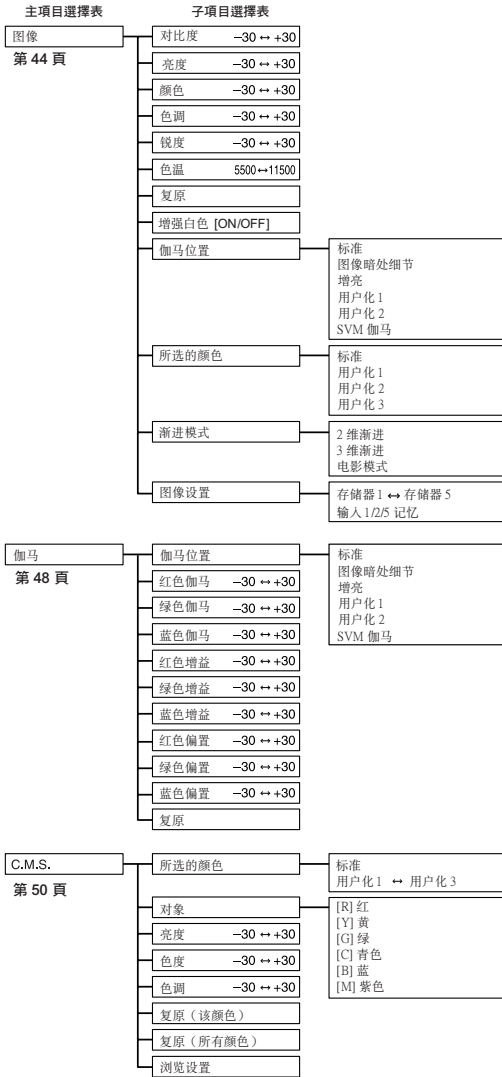 主項目選擇表 子項目選擇表
图像
第 44 頁
对比度 −30 ↔ +30
亮度 −30 ↔ +30
颜色 −30 ↔ +30
色调 −30 ↔ +30
锐度 −30 ↔ +30
色温 5500↔11500
复原
增强白色 [ON/OFF]
伽马位置
标准
图像暗处细节
增亮
用户化 1
用户化 2
SVM 伽马
所选的颜色
标准
用户化 1
用户化 2
用户化 3
渐进模式
2 维渐进
3 维渐进
电影模式
图像设置
存储器 1 ↔ 存储器 5
输入 1/2/5 记忆
伽马
第 48 頁
伽马位置
标准
图像暗处细节
增亮
用户化 1
用户化 2
SVM 伽马
红色伽马 −30 ↔ +30
绿色伽马 −30 ↔ +30
蓝色伽马 −30 ↔ +30
红色增益 −30 ↔ +30
绿色增益 −30 ↔ +30
蓝色增益 −30 ↔ +30
红色偏置 −30 ↔ +30
绿色偏置 −30 ↔ +30
蓝色偏置 −30 ↔ +30
复原
C.M.S.
第 50 頁
所选的颜色
标准
用户化 1 ↔ 用户化 3
对象
[R] 红
[Y] 黄
[G] 绿
[C] 青色
[B] 蓝
[M] 紫色
亮度 −30 ↔ +30
色度 −30 ↔ +30
色调 −30 ↔ +30
复原（该颜色）
复原（所有颜色）
浏览设置